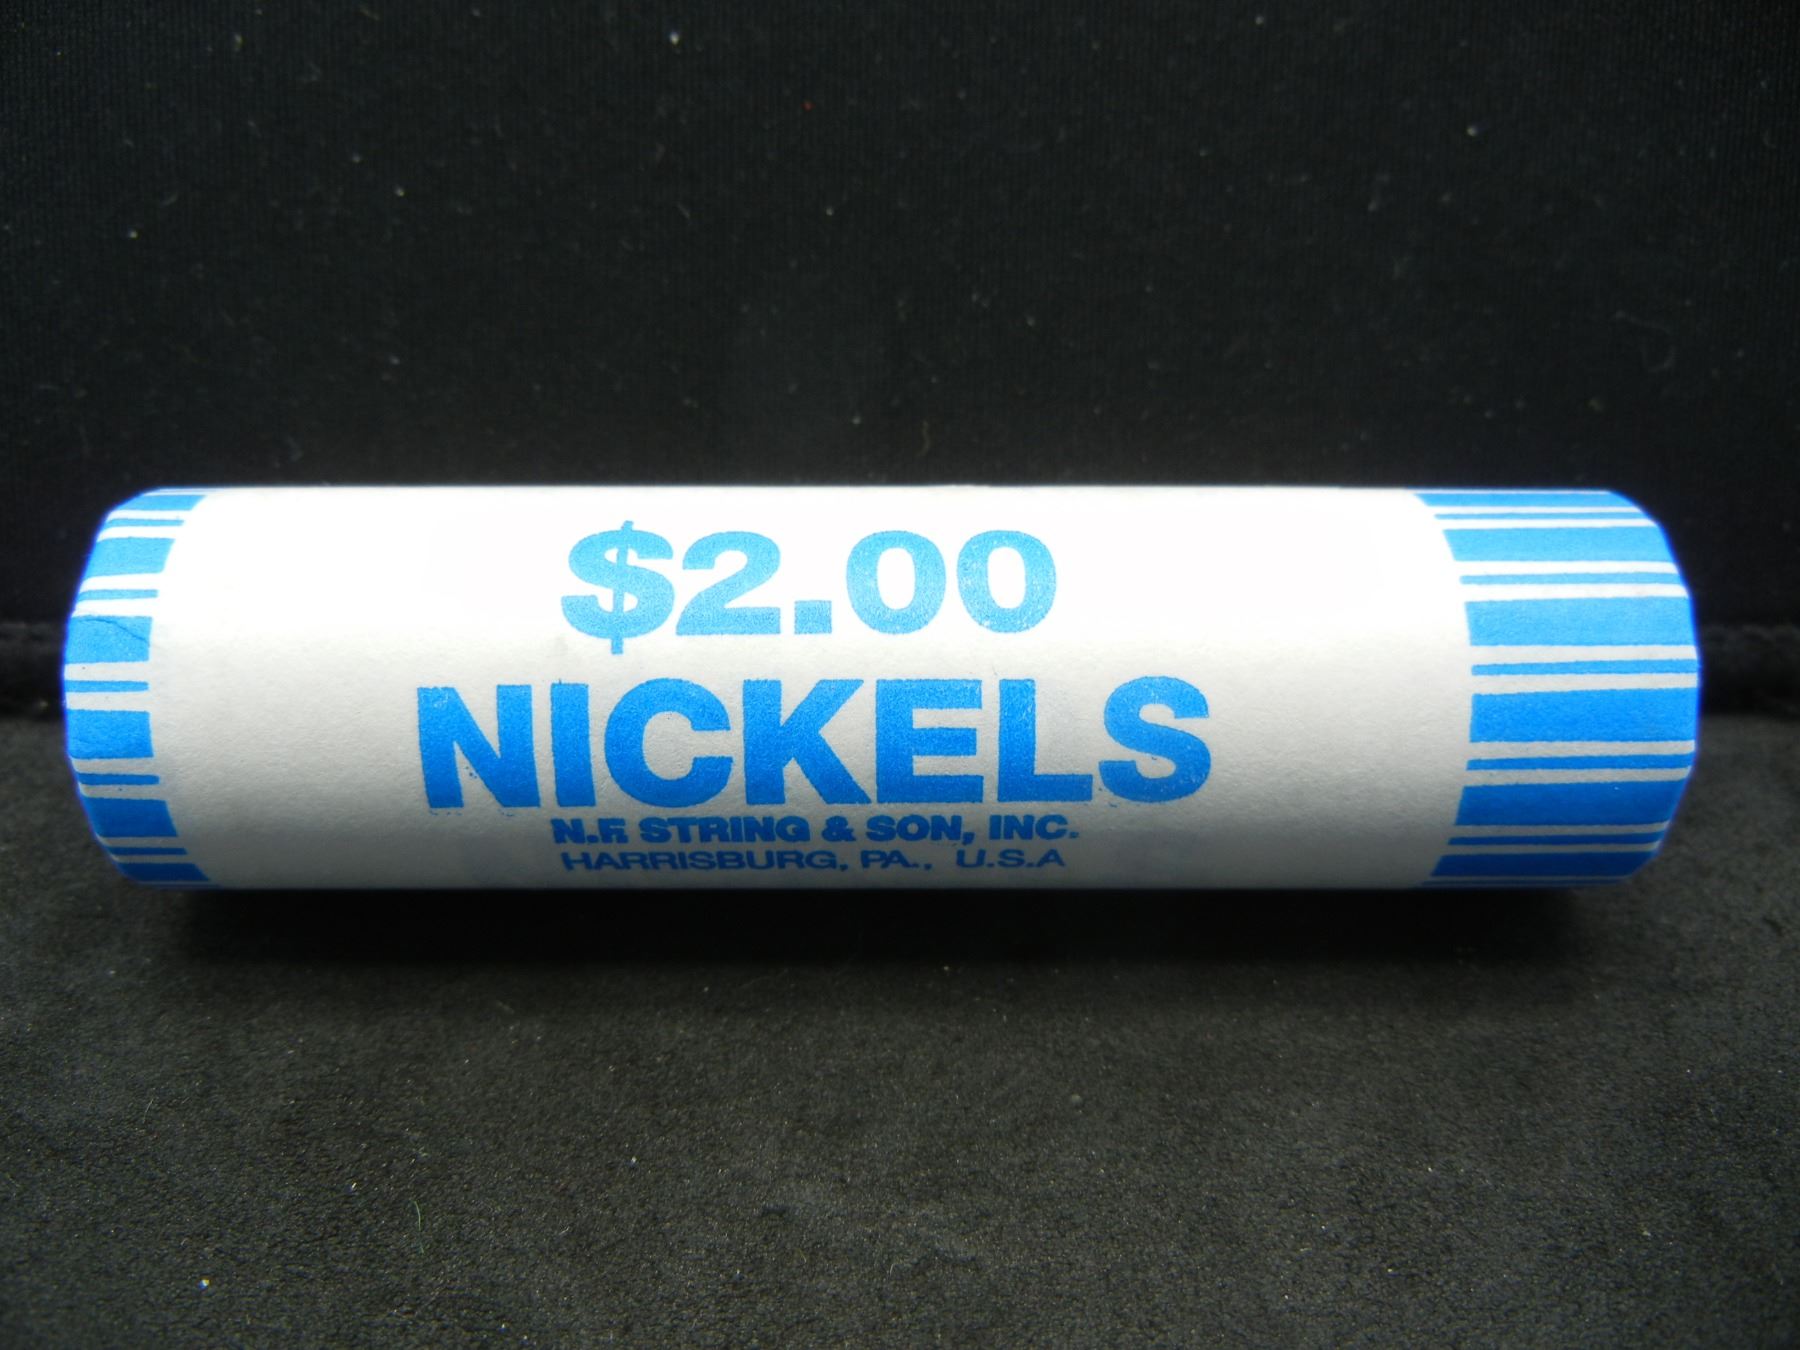 $2.00
NICKELS
N.F. STRING & SON, INC.
HARRISBURG, PA., U.S.A